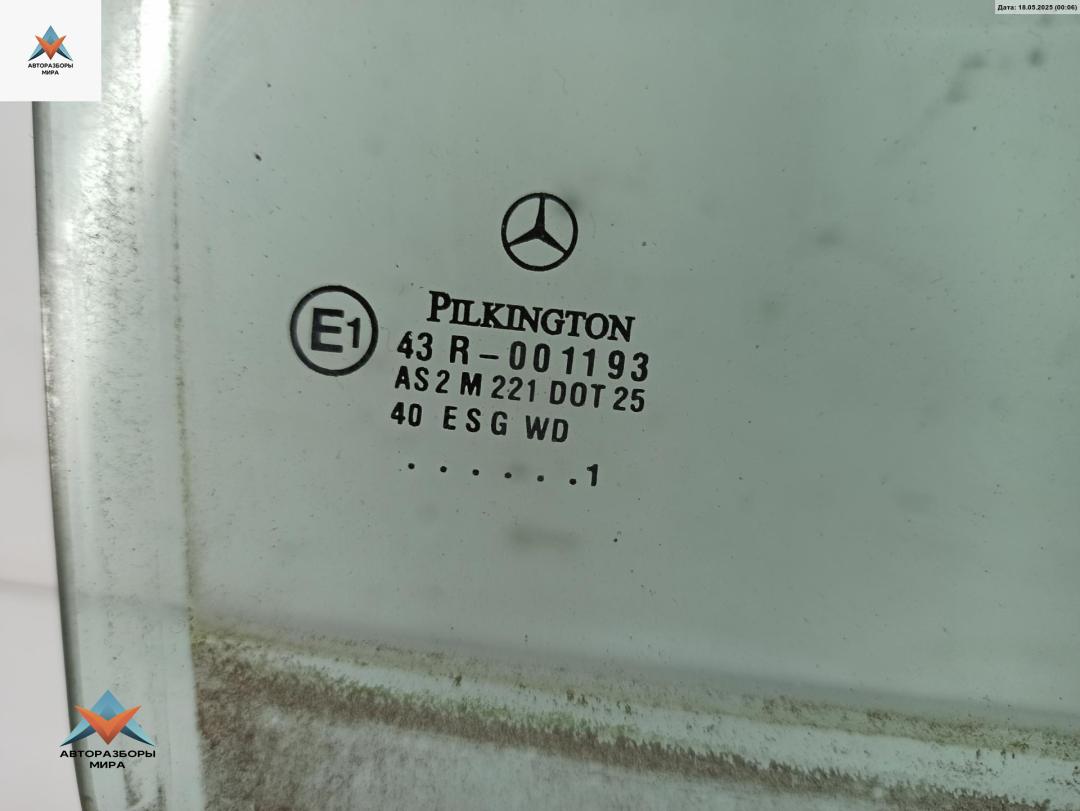 Дата: 18.05.2025 (00:06)
АВТОРАЗБОРЫ
МИРА
PILKINGTON
E1
43 R-001193
AS2 M 221 DOT 25
40 ESG WD
......1
АВТОРАЗБОРЫ
МИРА